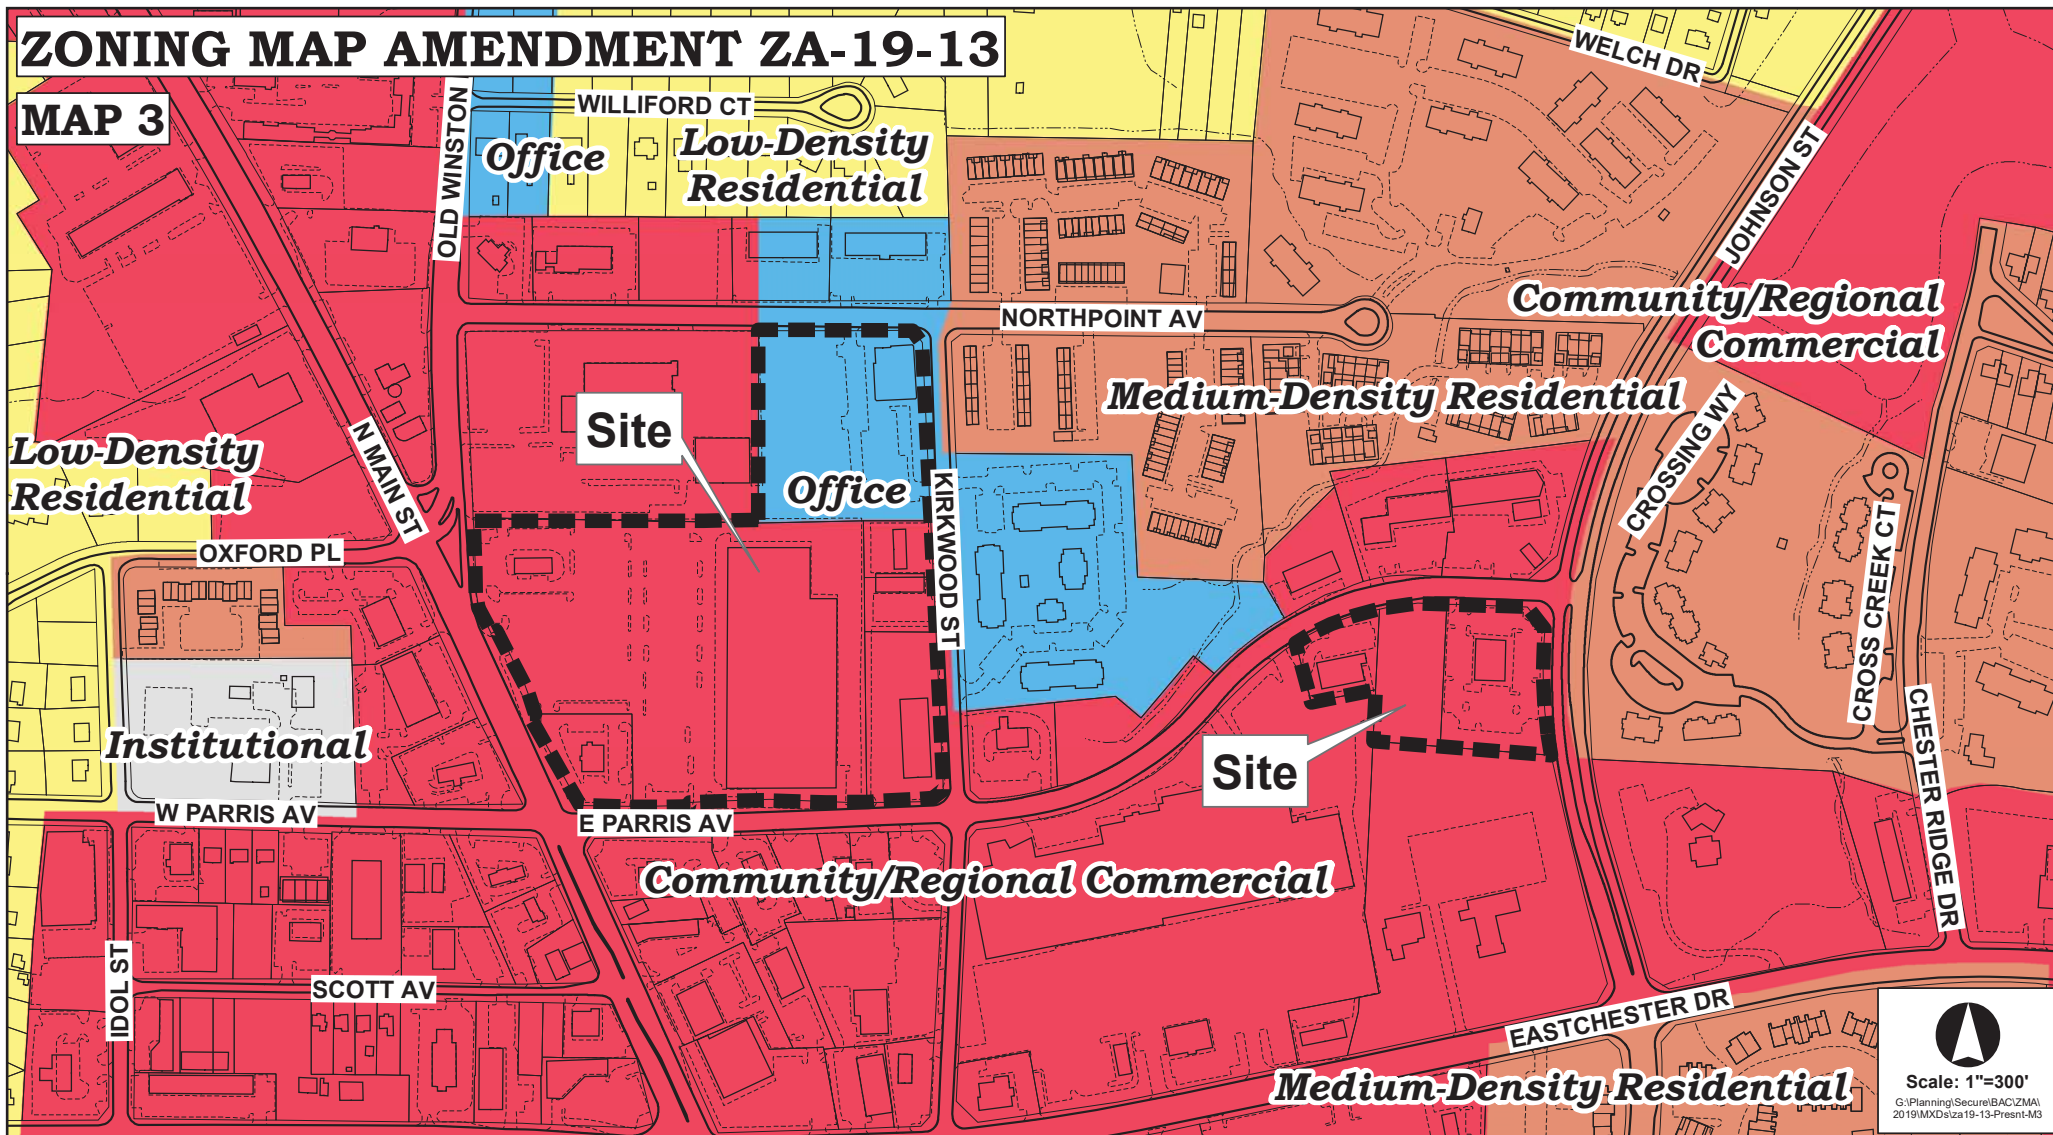 ZONING MAP AMENDMENT ZA-19-13
MAP 3
WELCH DR
WILLIFORD CT
OLD WINSTON
Office
Low-Density
Residential
JOHNSON ST
Community/Regional
Commercial
NORTHPOINT AV
Medium-Density Residential
Site
CROSSING WY
Low-Density
Residential
N MAIN ST
Office
KIRKWOOD ST
OXFORD PL
CROSS CREEK CT
Institutional
Site
CHESTER RIDGE DR
W PARRIS AV
E PARRIS AV
Community/Regional Commercial
IDOL ST
SCOTT AV
EASTCHESTER DR
Medium-Density Residential
Scale: 1"=300'
G:\Planning\Secure\BAC\ZMA\
2019\MXDs\za19-13-Presnt-M3